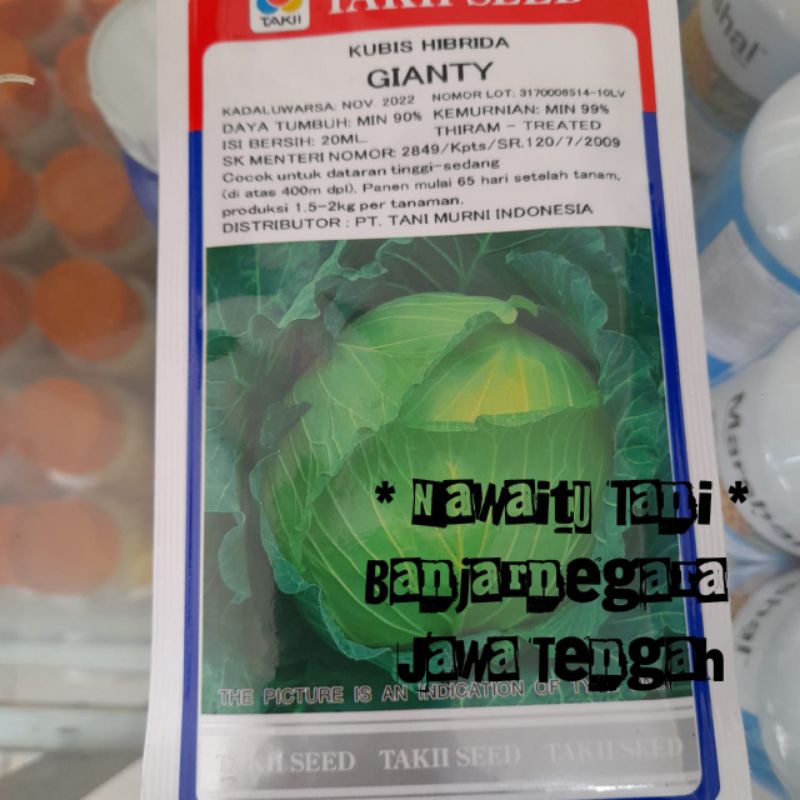 TAKII
TAKII SEED
KUBIS HIBRIDA
GIANTY
KADALUWARSA: NOV. 2022 NOMOR LOT: 3170008514-10LV
DAYA TUMBUH: MIN 90% KEMURNIAN: MIN 99%
ISI BERSIH: 20ML. THIRAM - TREATED
SK MENTERI NOMOR: 2849/Kpts/SR.120/7/2009
Cocok untuk dataran tinggi-sedang
(di atas 400m dpl). Panen mulai 65 hari setelah tanam,
produksi 1.5-2kg per tanaman.
DISTRIBUTOR : PT. TANI MURNI INDONESIA
* Nawaitu Tani *
Banjarnegara
Jawa Tengah
THE PICTURE IS AN INDICATION OF
TAKII SEED TAKII SEED TAKII SEED
Marshal